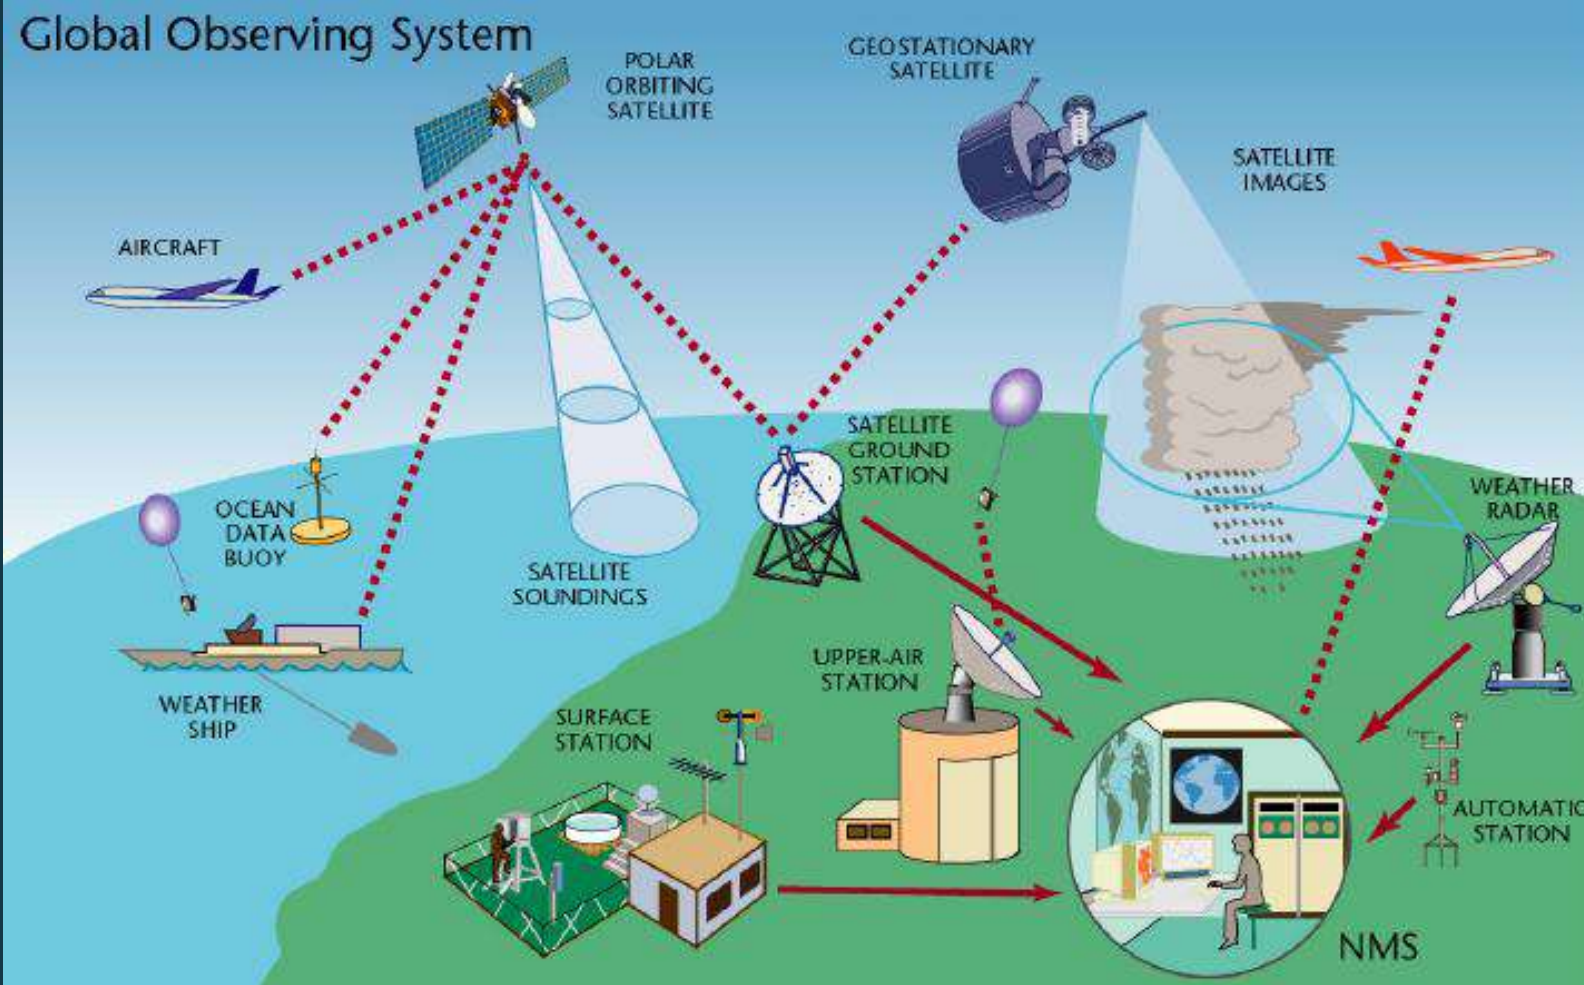 Global Observing System
POLAR
ORBITING
SATELLITE
GEOSTATIONARY
SATELLITE
SATELLITE
IMAGES
AIRCRAFT
SATELLITE
GROUND
STATION
WEATHER
RADAR
OCEAN
DATA
BUOY
SATELLITE
SOUNDINGS
UPPER-AIR
STATION
WEATHER
SHIP
SURFACE
STATION
AUTOMATIC
STATION
NMS